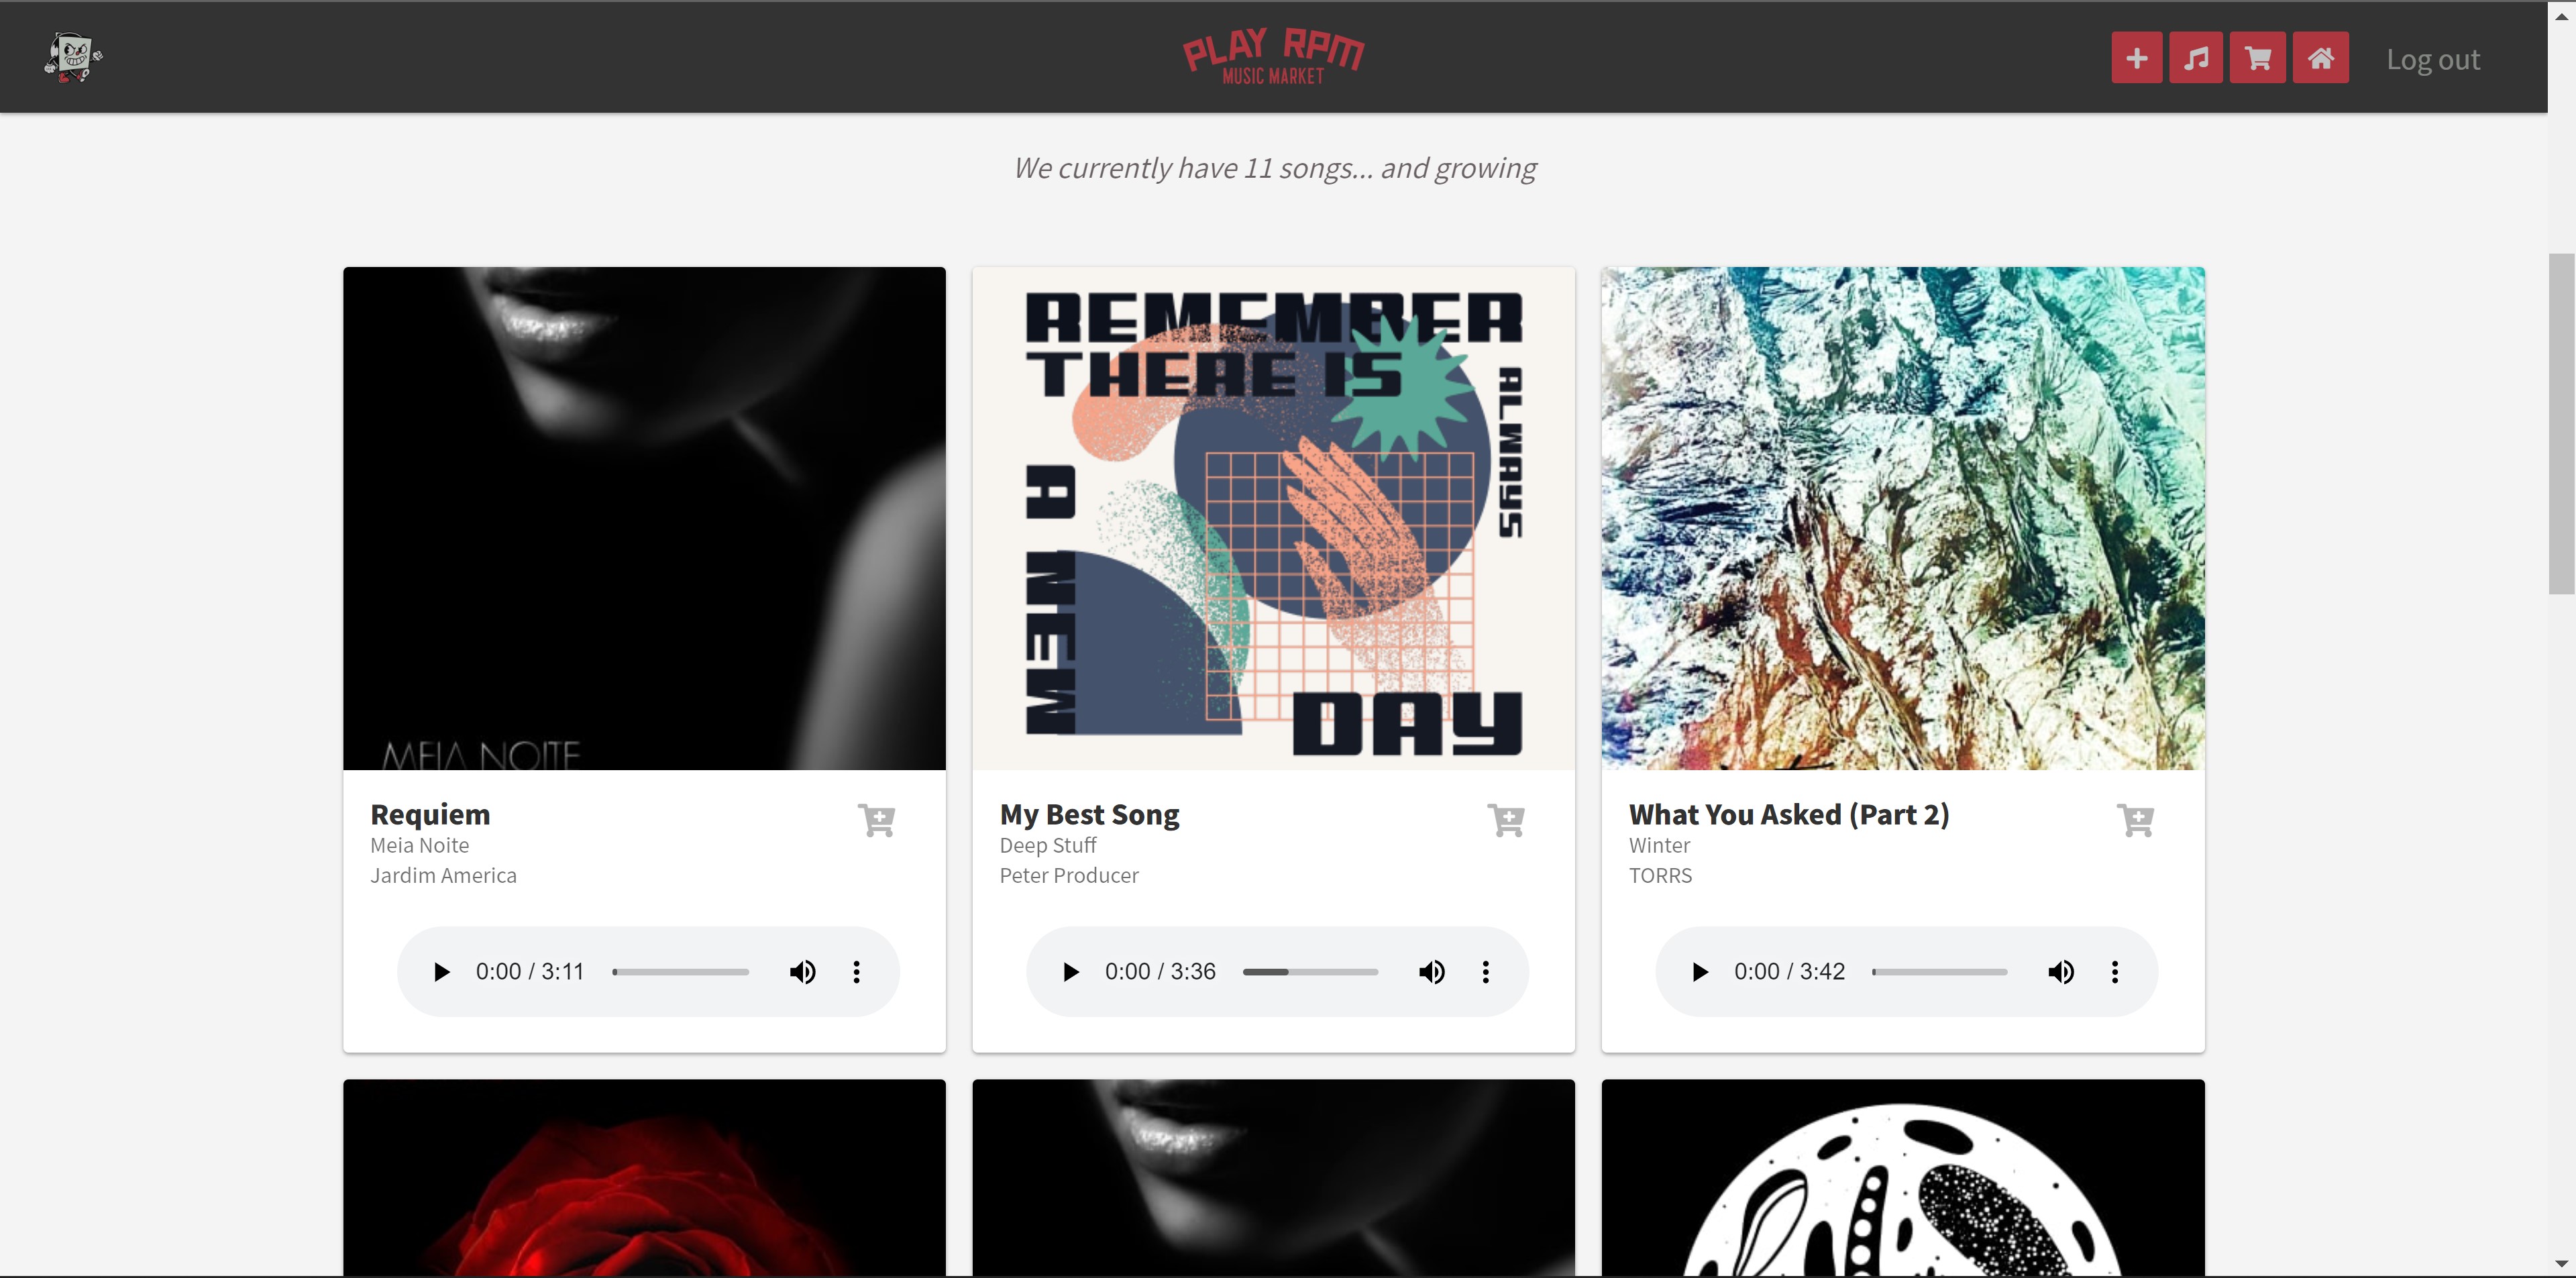 PLAY RPM
MUSIC MARKET
Log out
We currently have 11 songs... and growing
MEIA NOITE
REMEMBER
THERE IS
ALWAYS
A NEW
DAY
Requiem
Meia Noite
Jardim America
0:00 / 3:11
My Best Song
Deep Stuff
Peter Producer
0:00 / 3:36
What You Asked (Part 2)
Winter
TORRS
0:00 / 3:42